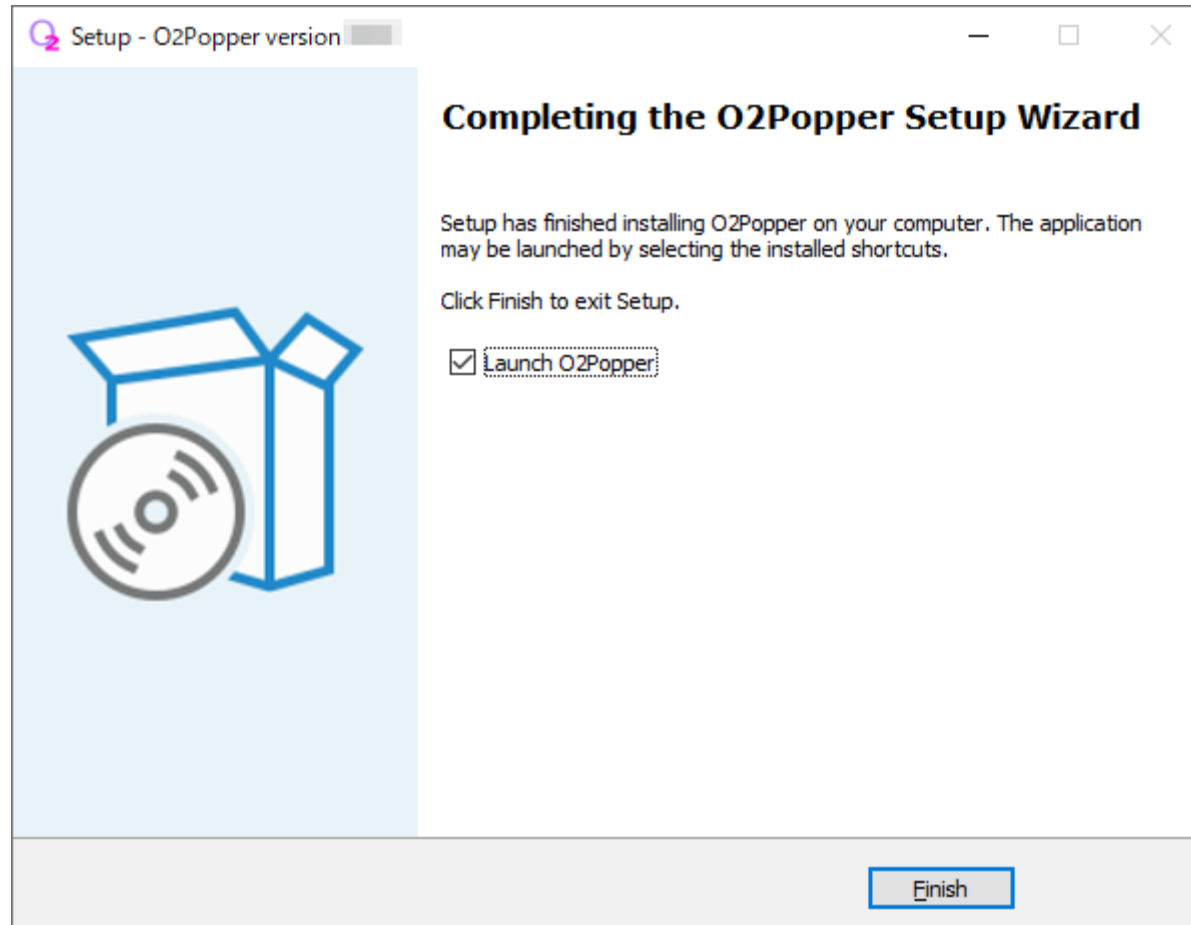 O2 Setup - O2Popper version
Completing the O2Popper Setup Wizard
Setup has finished installing O2Popper on your computer. The application
may be launched by selecting the installed shortcuts.
Click Finish to exit Setup.
Launch O2Popper
Finish